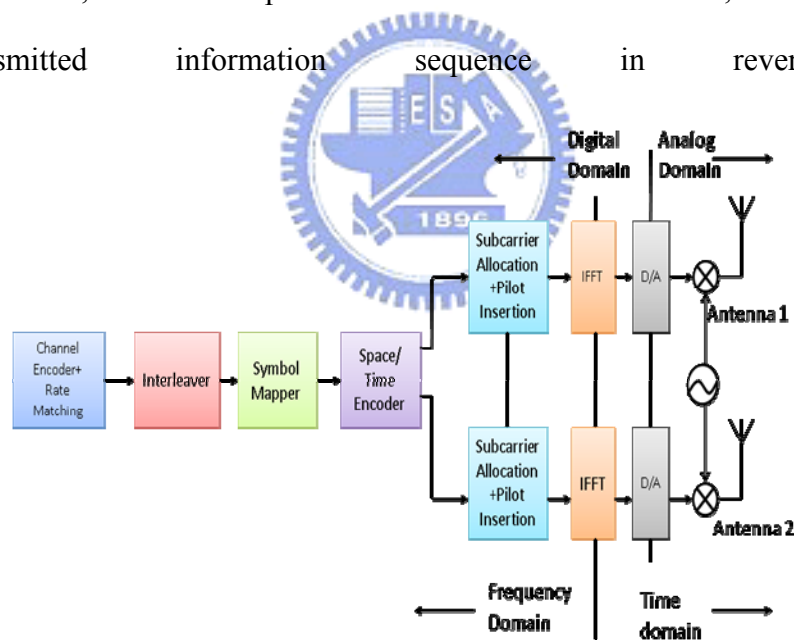 smitted information sequence in rever
ESA
1896
Digital
Domain
Analog
Domain
Subcarrier
Allocation
+Pilot
Insertion
IFFT
D/A
Antenna 1
Channel
Encoder+
Rate
Matching
Interleaver
Symbol
Mapper
Space/
Time
Encoder
Subcarrier
Allocation
+Pilot
Insertion
IFFT
D/A
Antenna 2
Frequency
Domain
Time
domain